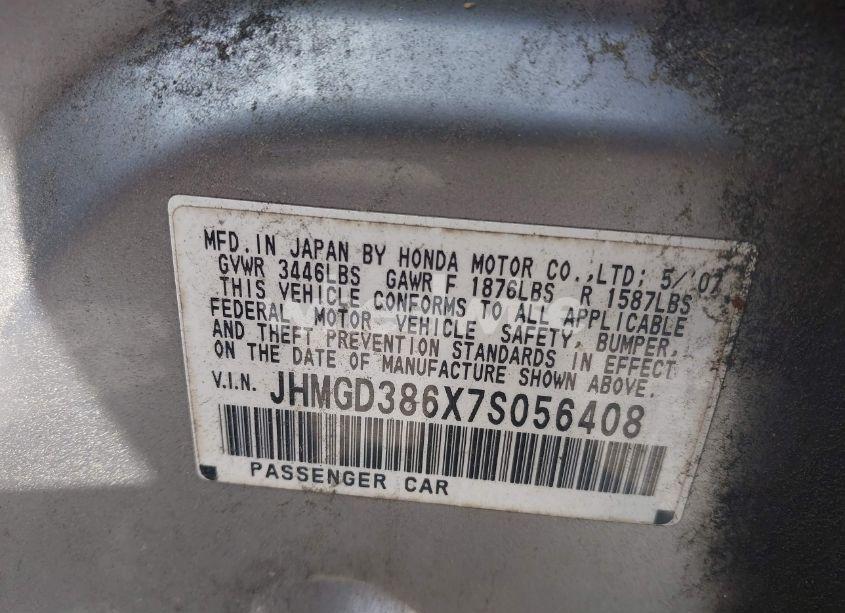 MFD. IN JAPAN BY HONDA MOTOR CO.,LTD; 5/'07
GVWR 3446LBS GAWR F 1876LBS R 1587LBS
THIS VEHICLE CONFORMS TO ALL APPLICABLE
FEDERAL MOTOR VEHICLE SAFETY, BUMPER,
AND THEFT PREVENTION STANDARDS IN EFFECT
ON THE DATE OF MANUFACTURE SHOWN ABOVE.
V.I.N. JHMGD386X7S056408
PASSENGER CAR